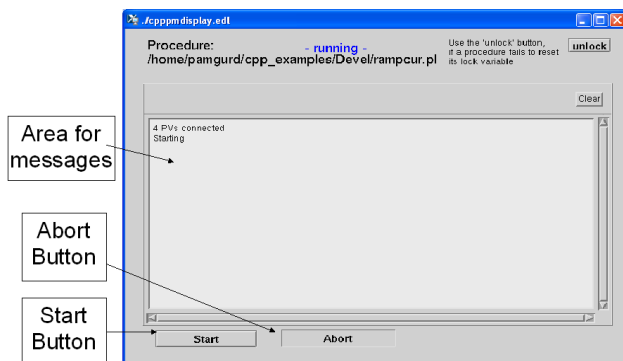 ./cpppmdisplay.edl
Procedure:
- running -
/home/pamgurd/cpp_examples/Devel/rampcur.pl
Use the 'unlock' button,
if a procedure fails to reset
its lock variable
unlock
Clear
4 PVs connected
Starting
Area for
messages
Abort
Button
Start
Button
Start
Abort